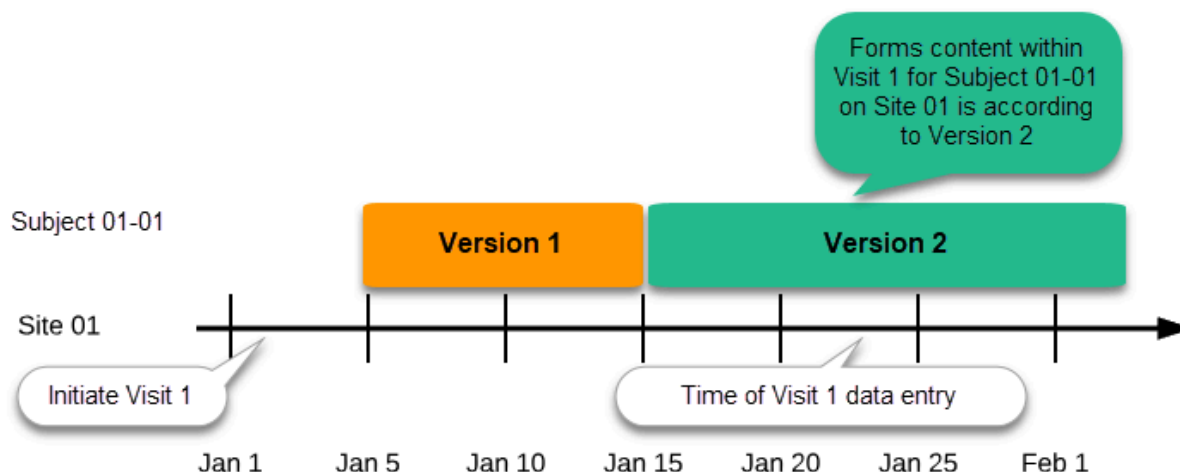 Forms content within
Visit 1 for Subject 01-01
on Site 01 is according
to Version 2
Subject 01-01
Version 1
Version 2
Site 01
Initiate Visit 1
Time of Visit 1 data entry
Jan 1
Jan 5
Jan 10
Jan 15
Jan 20
Jan 25
Feb 1